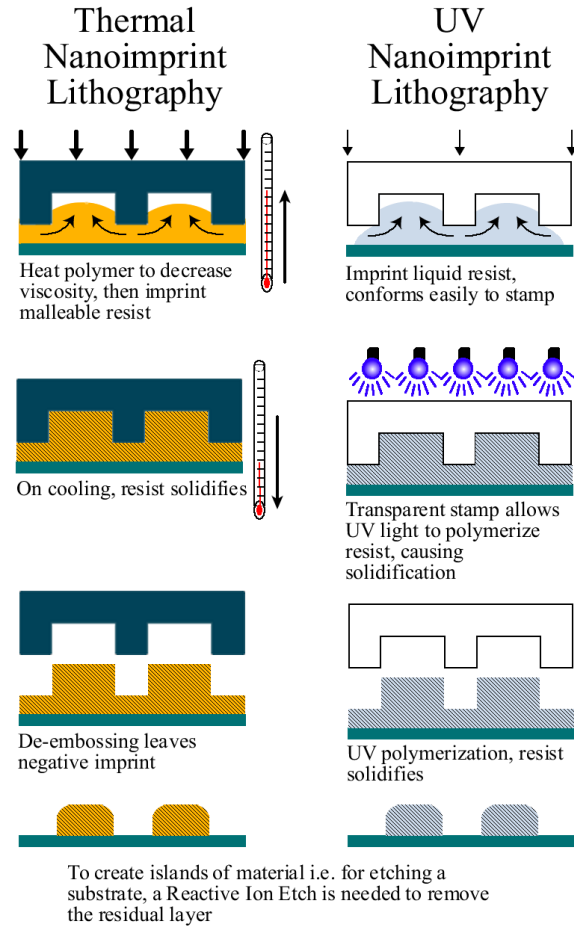 Thermal
Nanoimprint
Lithography
Heat polymer to decrease
viscosity, then imprint
malleable resist
On cooling, resist solidifies
De-embossing leaves
negative imprint
UV
Nanoimprint
Lithography
Imprint liquid resist,
conforms easily to stamp
Transparent stamp allows
UV light to polymerize
resist, causing
solidification
UV polymerization, resist
solidifies
To create islands of material i.e. for etching a
substrate, a Reactive Ion Etch is needed to remove
the residual layer